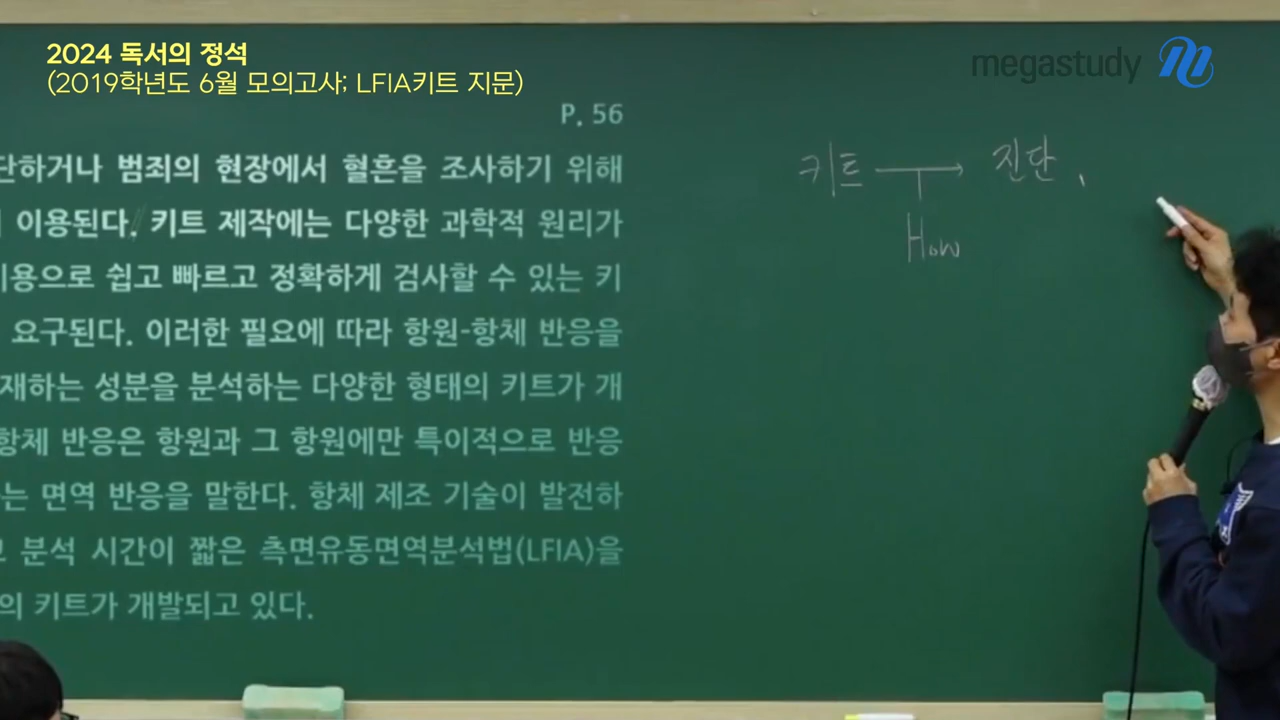 2024 독서의 정석
(2019학년도 6월 모의고사; LFIA키트 지문)
megastudy
P. 56
단하거나 범죄의 현장에서 혈흔을 조사하기 위해
이용된다. 키트 제작에는 다양한 과학적 원리가
이용으로 쉽고 빠르고 정확하게 검사할 수 있는 키
요구된다. 이러한 필요에 따라 항원-항체 반응을
재하는 성분을 분석하는 다양한 형태의 키트가 개
항체 반응은 항원과 그 항원에만 특이적으로 반응
는 면역 반응을 말한다. 항체 제조 기술이 발전하
분석 시간이 짧은 측면유동면역분석법(LFIA)을
의 키트가 개발되고 있다.
키트 → 진단,
How